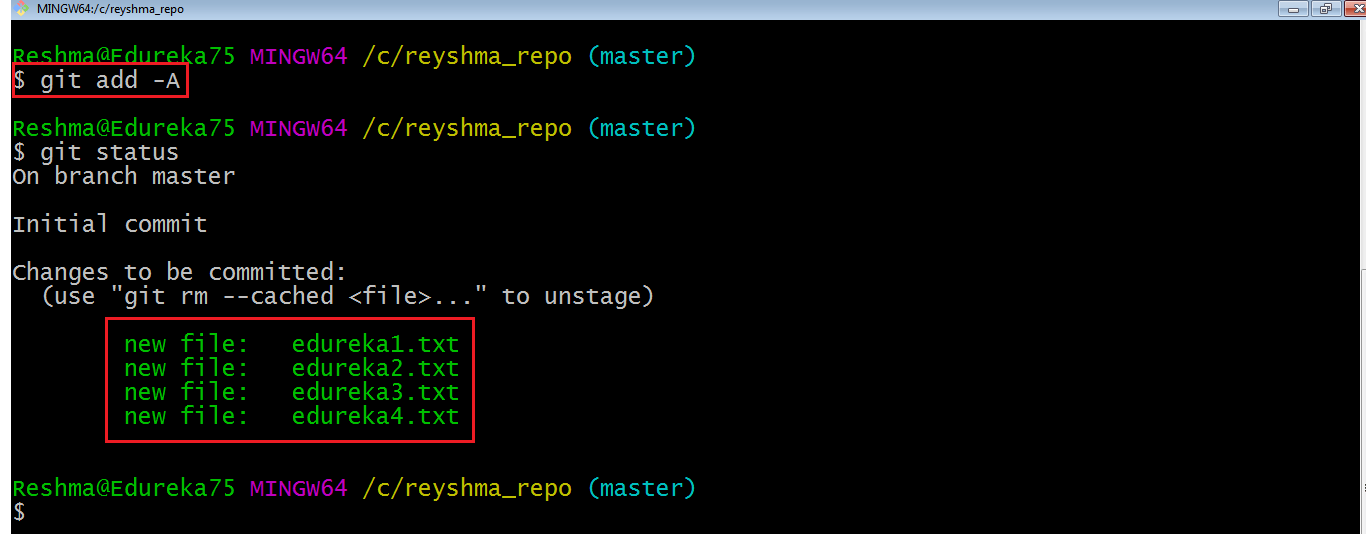 MINGW64:/c/reyshma_repo
Reshma@Edureka75 MINGW64 /c/reyshma_repo (master)
$ git add -A
Reshma@Edureka75 MINGW64 /c/reyshma_repo (master)
$ git status
On branch master
Initial commit
Changes to be committed:
  (use "git rm --cached <file>..." to unstage)
        new file:   edureka1.txt
        new file:   edureka2.txt
        new file:   edureka3.txt
        new file:   edureka4.txt
Reshma@Edureka75 MINGW64 /c/reyshma_repo (master)
$